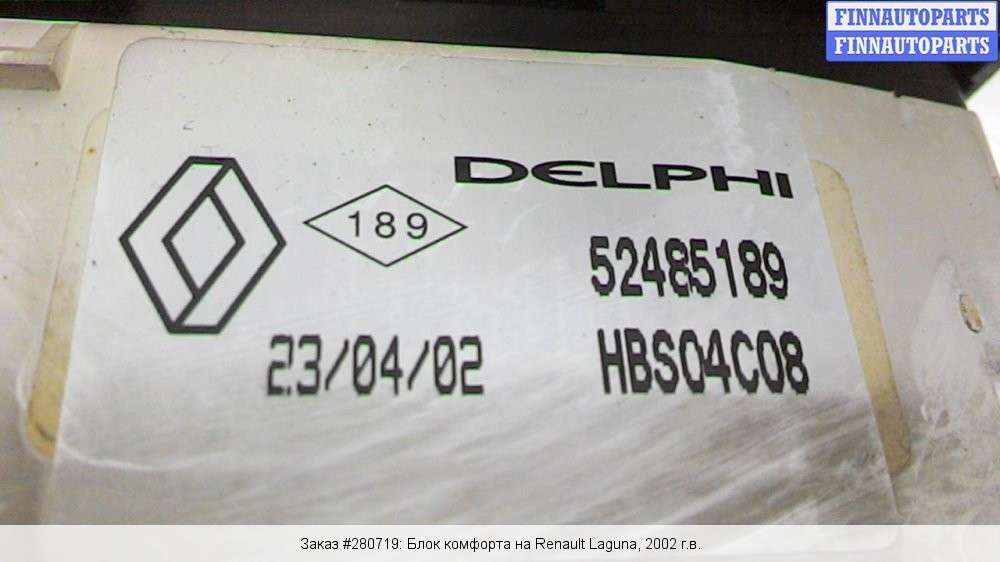 FINNAUTOPARTS
FINNAUTOPARTS
DELPHI
189
52485189
23/04/02
HBS04C08
Заказ #280719: Блок комфорта на Renault Laguna, 2002 г.в.